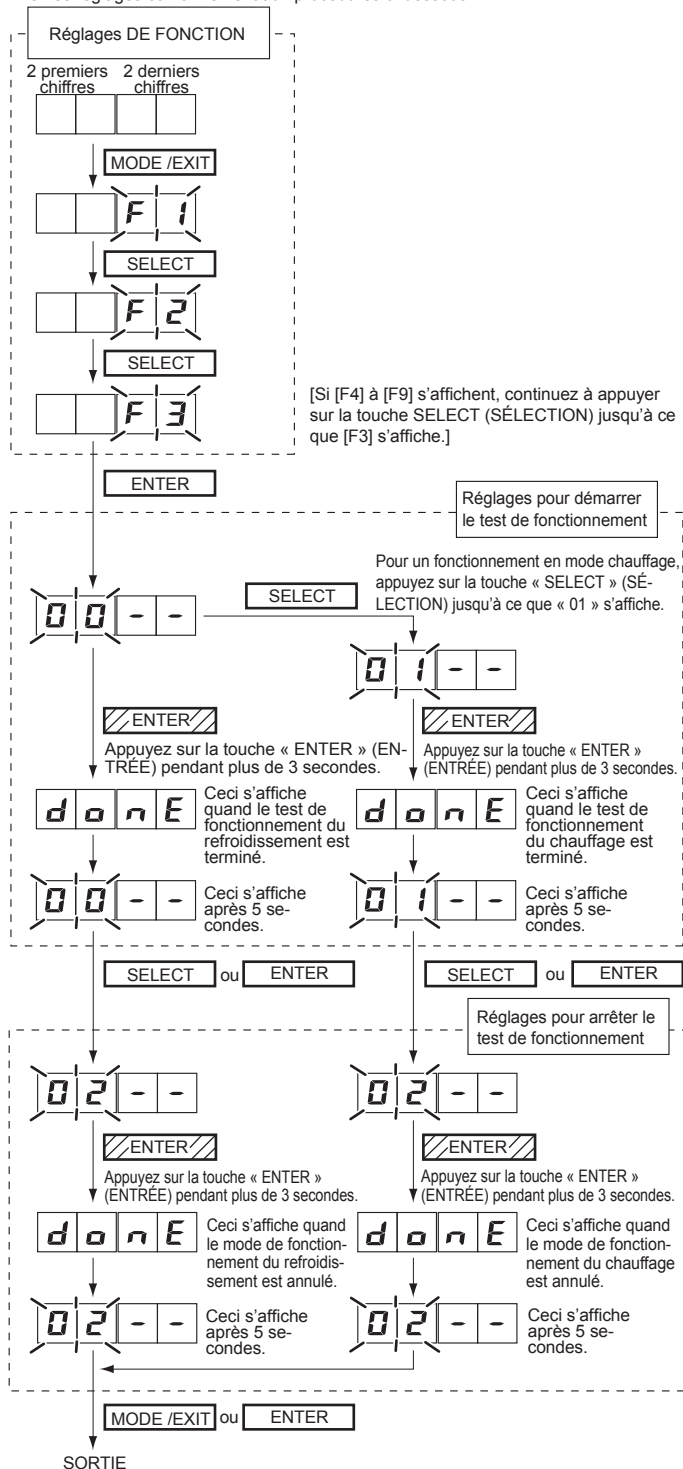 Réglages DE FONCTION
2 premiers chiffres
2 derniers chiffres
MODE /EXIT
F 1
SELECT
F 2
SELECT
F 3
[Si [F4] à [F9] s'affichent, continuez à appuyer
sur la touche SELECT (SÉLECTION) jusqu'à ce
que [F3] s'affiche.]
ENTER
Réglages pour démarrer
le test de fonctionnement
Pour un fonctionnement en mode chauffage,
appuyez sur la touche « SELECT » (SÉ-
LECTION) jusqu'à ce que « 01 » s'affiche.
SELECT
0 0 - -
0 1 - -
ENTER
Appuyez sur la touche « ENTER » (EN-
TRÉE) pendant plus de 3 secondes.
ENTER
Appuyez sur la touche « ENTER »
(ENTRÉE) pendant plus de 3 secondes.
d o n E
Ceci s'affiche
quand le test de
fonctionnement du
refroidissement est
terminé.
d o n E
Ceci s'affiche
quand le test de
fonctionnement
du chauffage est
terminé.
0 0 - -
Ceci s'affiche
après 5 se-
condes.
0 1 - -
Ceci s'affiche
après 5 se-
condes.
SELECT ou ENTER
SELECT ou ENTER
Réglages pour arrêter le
test de fonctionnement
0 2 - -
0 2 - -
ENTER
Appuyez sur la touche « ENTER »
(ENTRÉE) pendant plus de 3 secondes.
ENTER
Appuyez sur la touche « ENTER »
(ENTRÉE) pendant plus de 3 secondes.
d o n E
Ceci s'affiche quand
le mode de fonction-
nement du refroidis-
sement est annulé.
d o n E
Ceci s'affiche quand
le mode de fonction-
nement du chauffage
est annulé.
0 2 - -
Ceci s'affiche
après 5 se-
condes.
0 2 - -
Ceci s'affiche
après 5 se-
condes.
MODE /EXIT ou ENTER
SORTIE